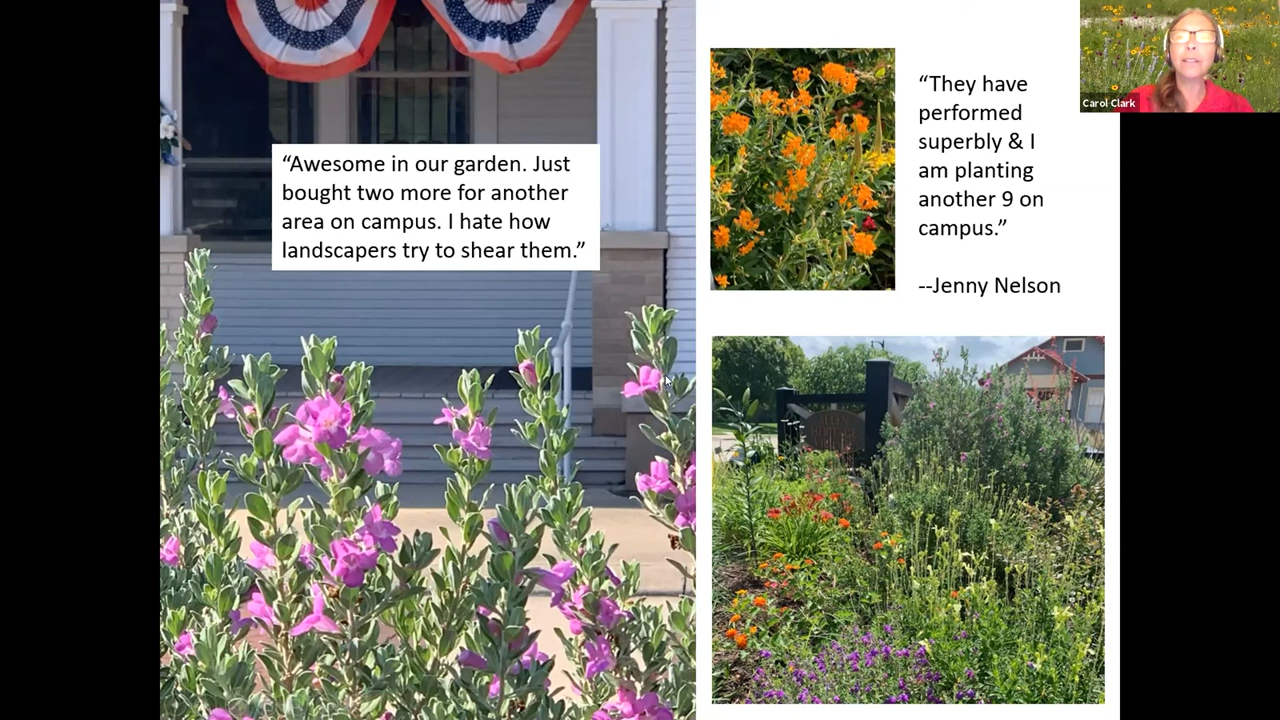 “Awesome in our garden. Just
bought two more for another
area on campus. I hate how
landscapers try to shear them.”
“They have
performed
superbly & I
am planting
another 9 on
campus.”
--Jenny Nelson
Carol Clark